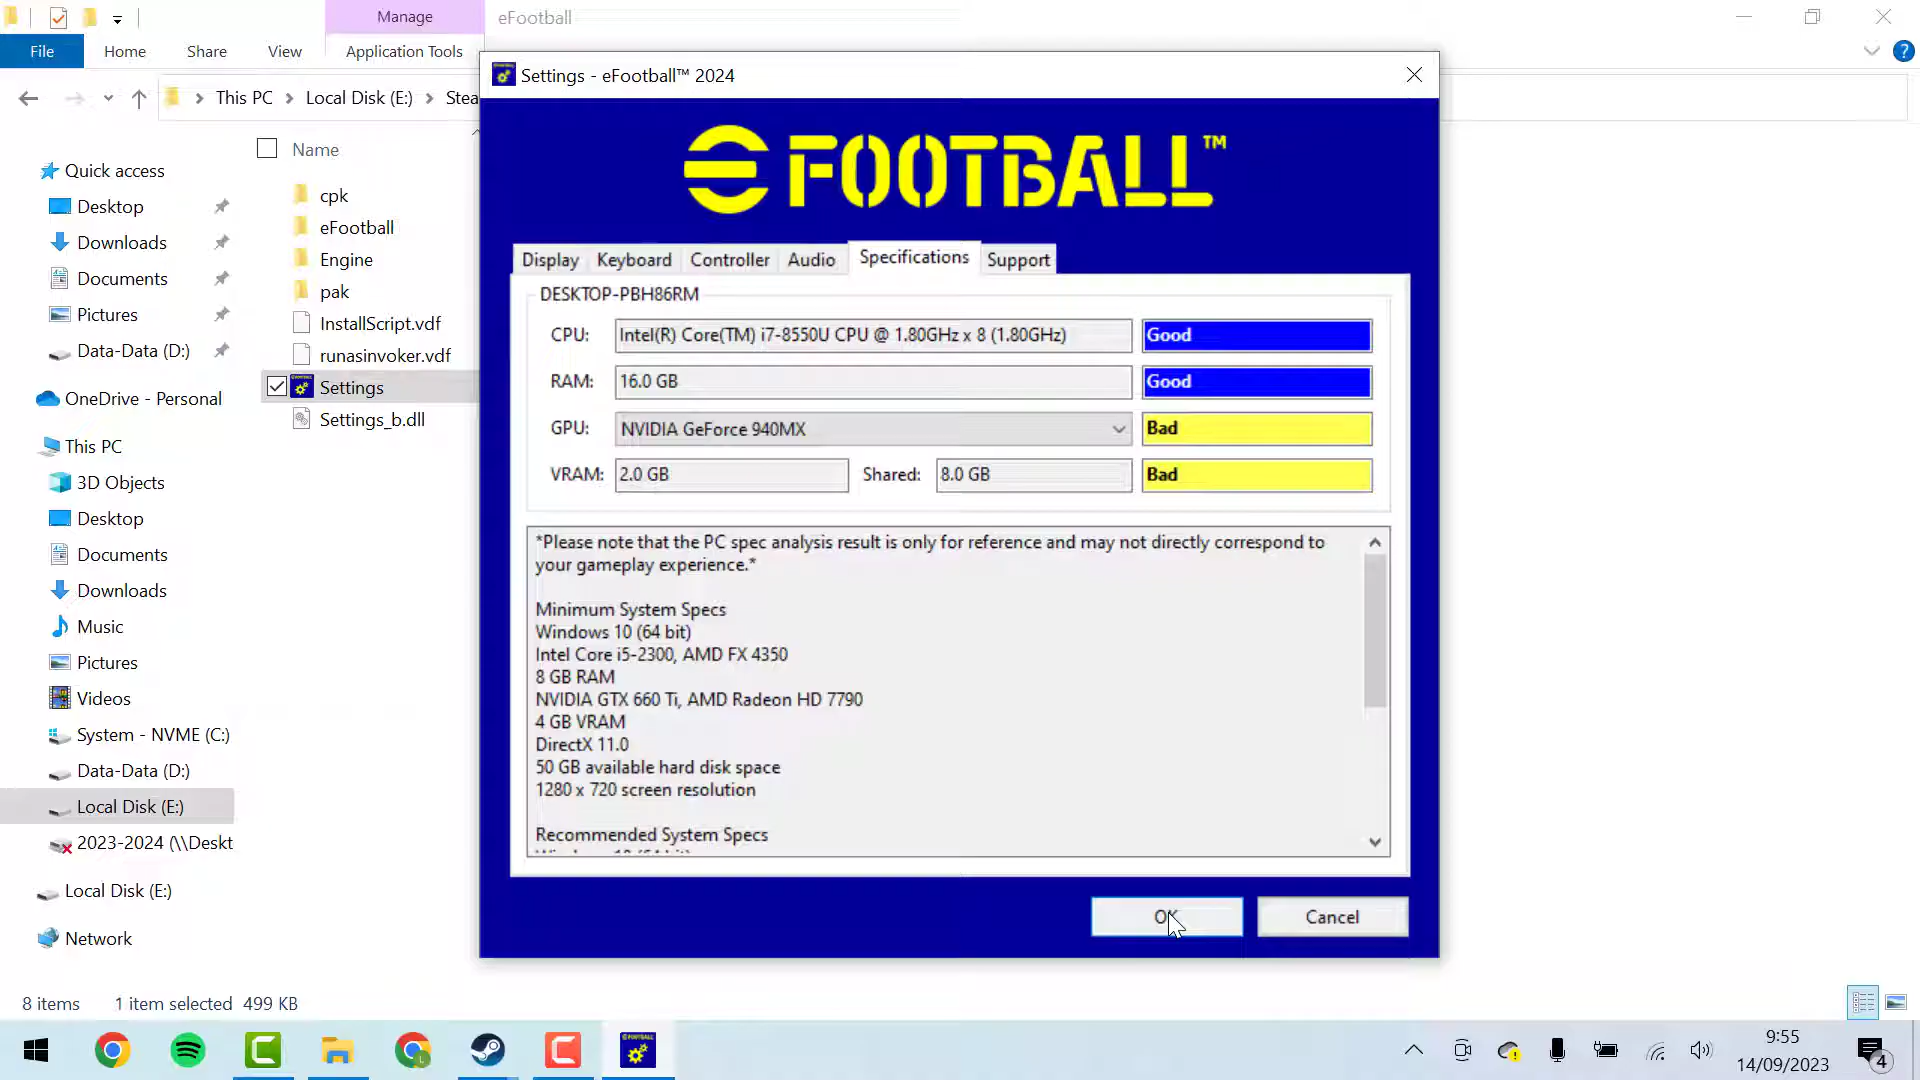 Manage
eFootball
File
Home
Share
View
Application Tools
This PC
Local Disk (E:)
Stea
Name
Quick access
Desktop
Downloads
Documents
Pictures
Data-Data (D:)
OneDrive - Personal
This PC
3D Objects
Desktop
Documents
Downloads
Music
Pictures
Videos
System - NVME (C:)
Data-Data (D:)
Local Disk (E:)
2023-2024 (\\Deskt
Local Disk (E:)
Network
cpk
eFootball
Engine
pak
InstallScript.vdf
runasinvoker.vdf
Settings
Settings_b.dll
Settings - eFootball™ 2024
eFOOTBALL™
Display
Keyboard
Controller
Audio
Specifications
Support
DESKTOP-PBH86RM
CPU: Intel(R) Core(TM) i7-8550U CPU @ 1.80GHz x 8 (1.80GHz) Good
RAM: 16.0 GB Good
GPU: NVIDIA GeForce 940MX Bad
VRAM: 2.0 GB Shared: 8.0 GB Bad
*Please note that the PC spec analysis result is only for reference and may not directly correspond to
your gameplay experience.*
Minimum System Specs
Windows 10 (64 bit)
Intel Core i5-2300, AMD FX 4350
8 GB RAM
NVIDIA GTX 660 Ti, AMD Radeon HD 7790
4 GB VRAM
DirectX 11.0
50 GB available hard disk space
1280 x 720 screen resolution
Recommended System Specs
OK
Cancel
8 items
1 item selected 499 KB
9:55
14/09/2023
4